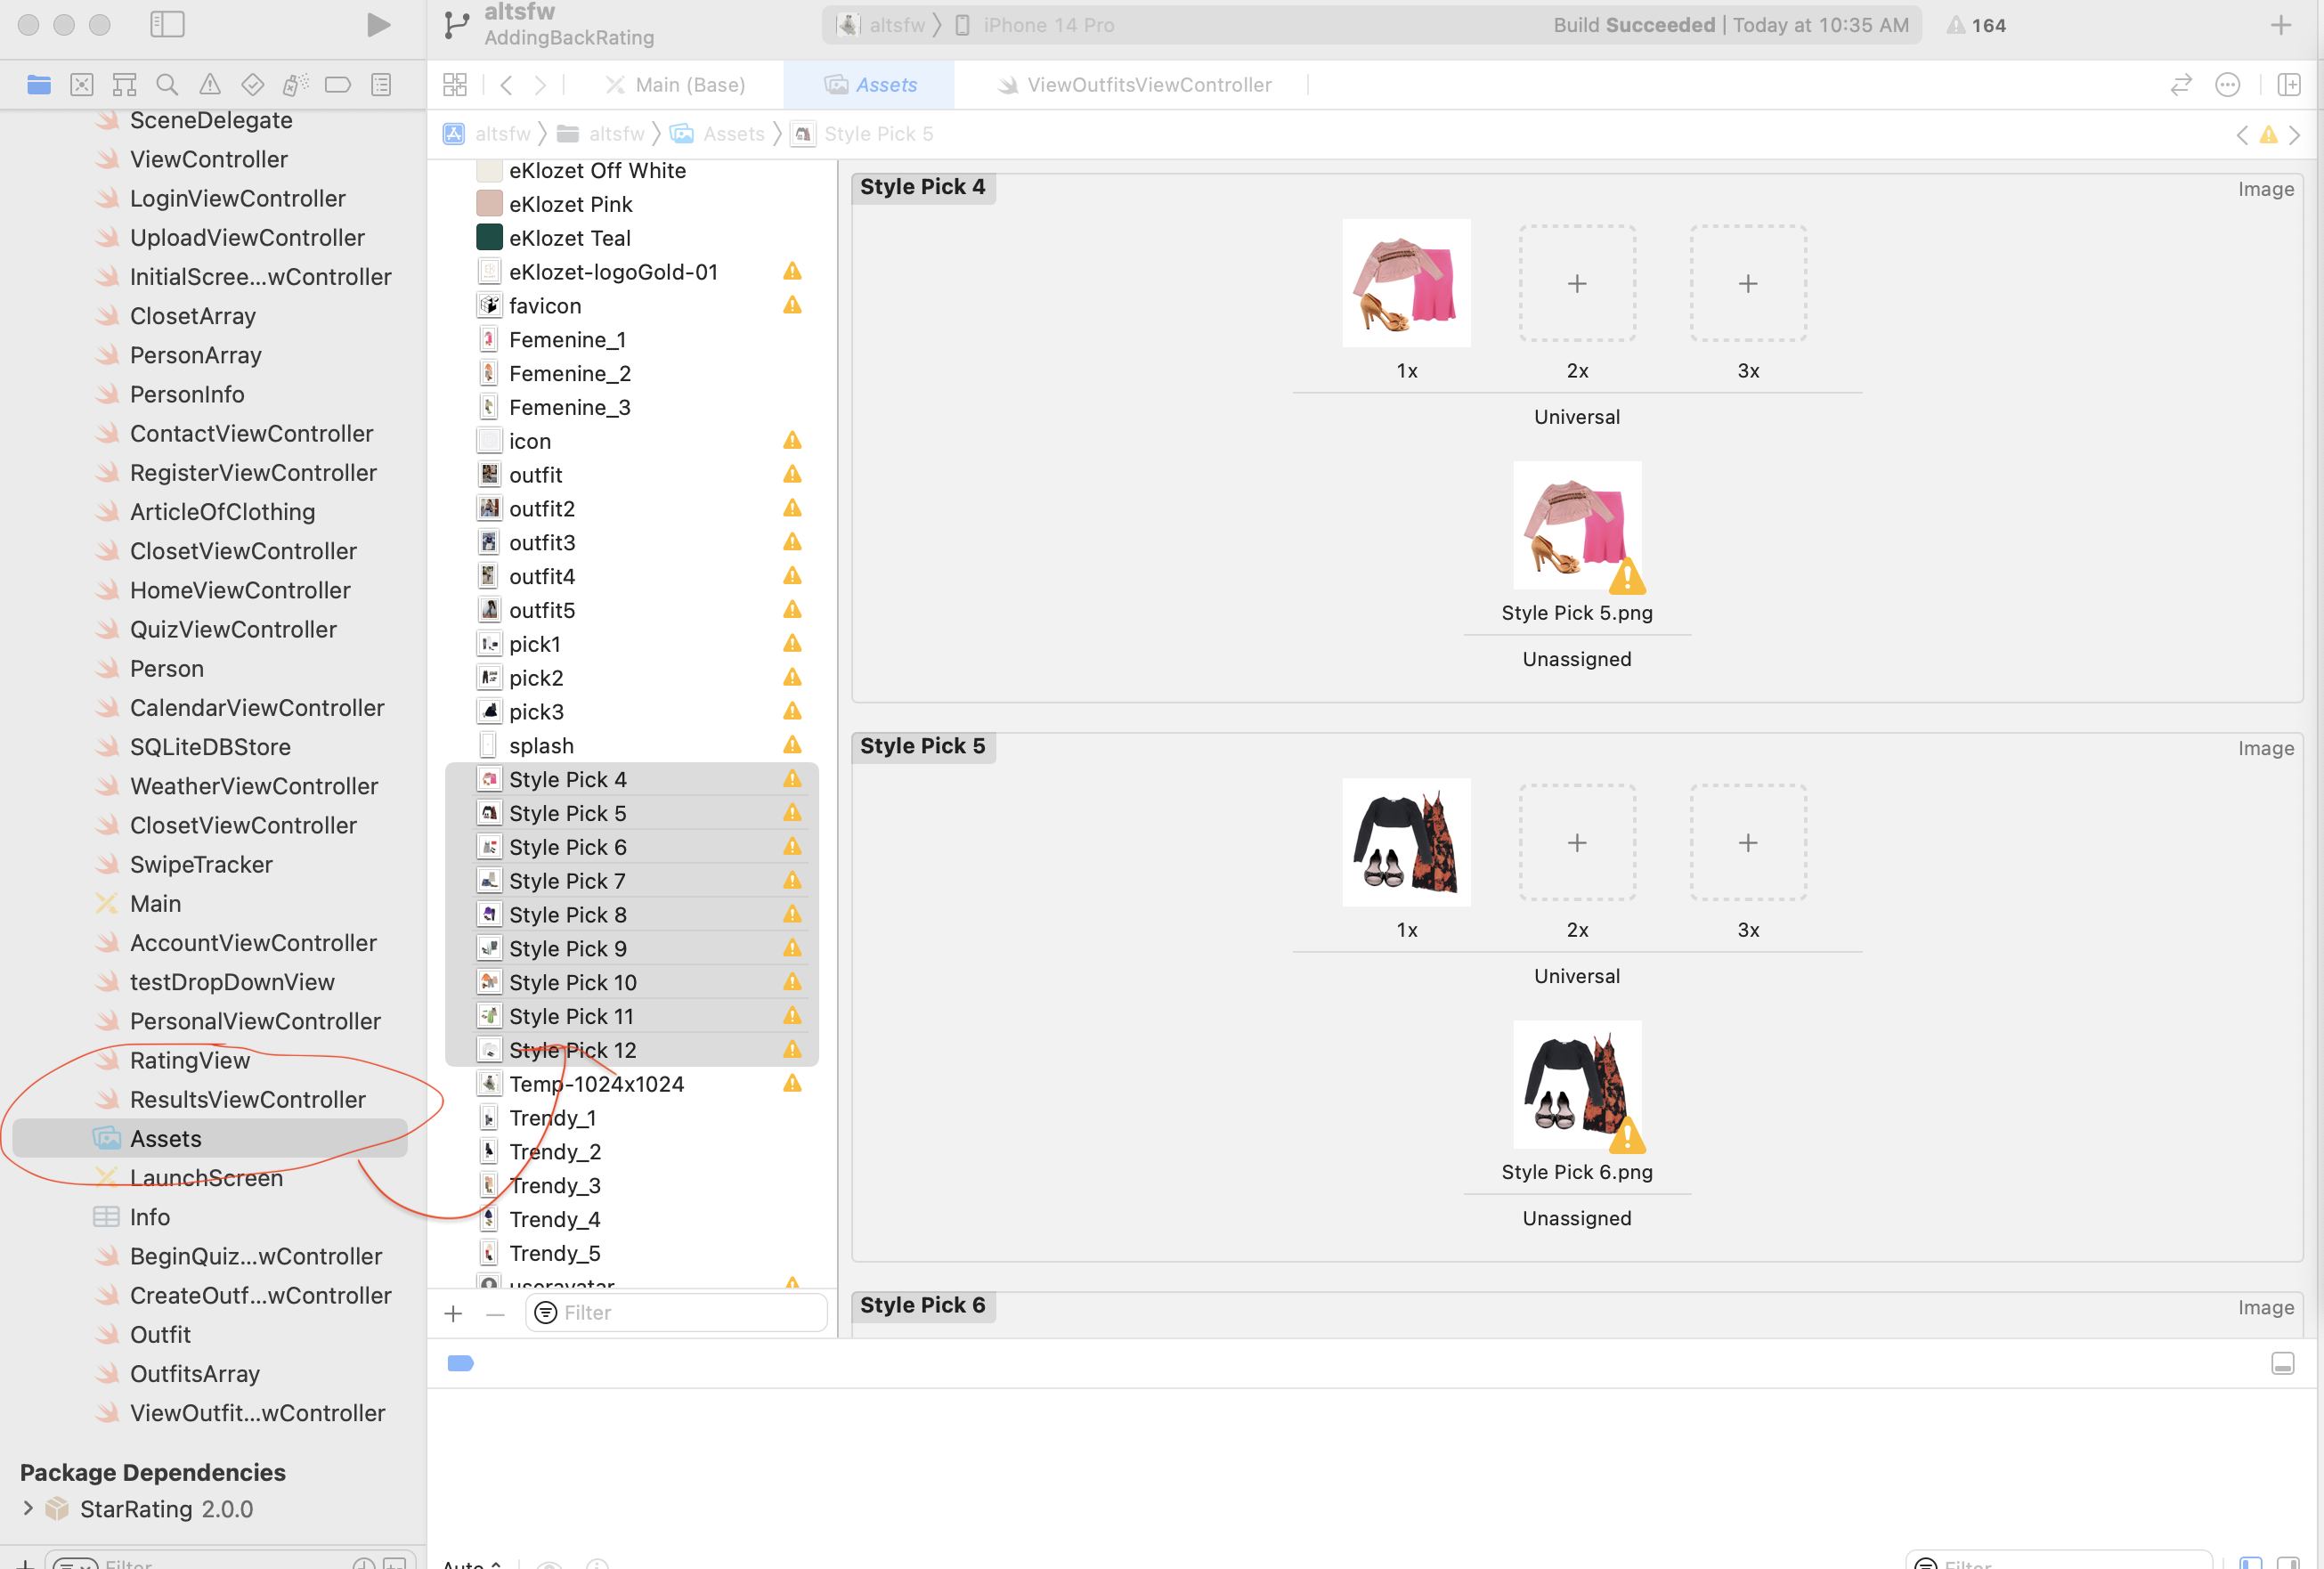 altsfw
AddingBackRating
altsfw
iPhone 14 Pro
Build Succeeded | Today at 10:35 AM
164
Main (Base)
Assets
ViewOutfitsViewController
altsfw
altsfw
Assets
Style Pick 5
SceneDelegate
ViewController
LoginViewController
UploadViewController
InitialScree...wController
ClosetArray
PersonArray
PersonInfo
ContactViewController
RegisterViewController
ArticleOfClothing
ClosetViewController
HomeViewController
QuizViewController
Person
CalendarViewController
SQLiteDBStore
WeatherViewController
ClosetViewController
SwipeTracker
Main
AccountViewController
testDropDownView
PersonalViewController
RatingView
ResultsViewController
Assets
LaunchScreen
Info
BeginQuiz...wController
CreateOutf...wController
Outfit
OutfitsArray
ViewOutfit...wController
Package Dependencies
StarRating 2.0.0
Filter
eKlozet Off White
eKlozet Pink
eKlozet Teal
eKlozet-logoGold-01
favicon
Femenine_1
Femenine_2
Femenine_3
icon
outfit
outfit2
outfit3
outfit4
outfit5
pick1
pick2
pick3
splash
Style Pick 4
Style Pick 5
Style Pick 6
Style Pick 7
Style Pick 8
Style Pick 9
Style Pick 10
Style Pick 11
Style Pick 12
Temp-1024x1024
Trendy_1
Trendy_2
Trendy_3
Trendy_4
Trendy_5
useravatar
Filter
Style Pick 4
Image
1x
2x
3x
Universal
Style Pick 5.png
Unassigned
Style Pick 5
Image
1x
2x
3x
Universal
Style Pick 6.png
Unassigned
Style Pick 6
Image
Auto
Filter